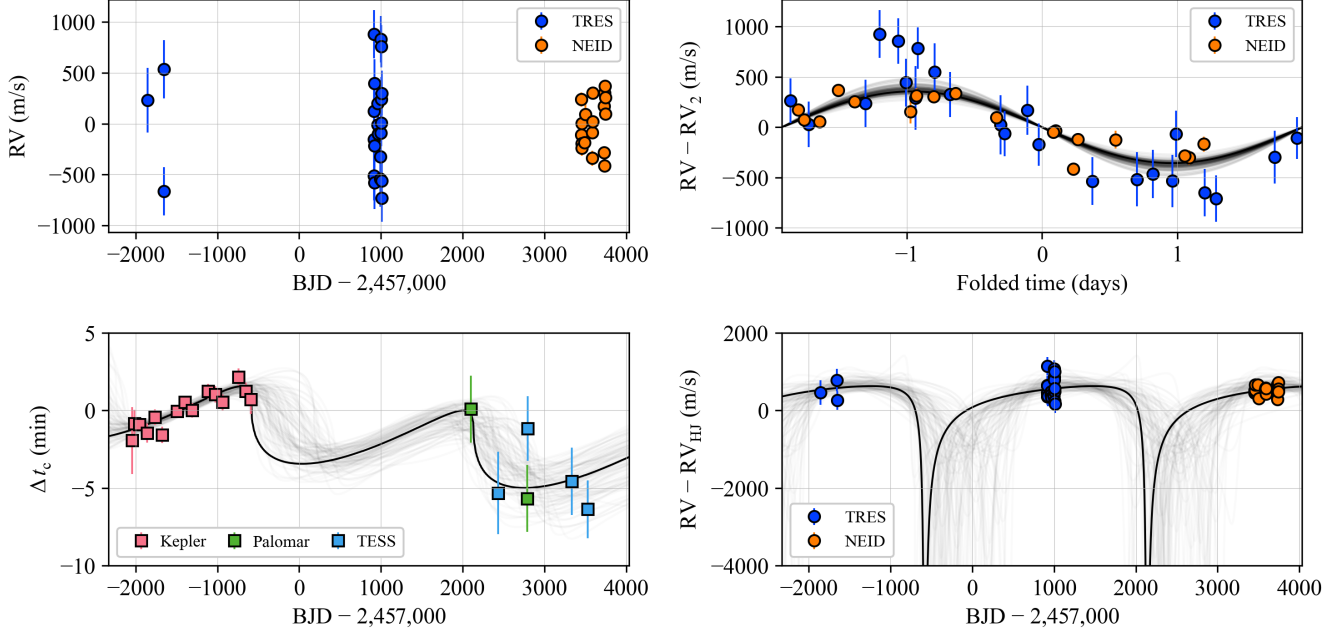 1000
500
0
−500
−1000
RV (m/s)
TRES
NEID
−2000 −1000 0 1000 2000 3000 4000
BJD − 2,457,000
1000
500
0
−500
−1000
RV − RV2 (m/s)
TRES
NEID
−1 0 1
Folded time (days)
5
0
−5
−10
Δ tc (min)
Kepler Palomar TESS
−2000 −1000 0 1000 2000 3000 4000
BJD − 2,457,000
2000
0
−2000
−4000
RV − RVHJ (m/s)
TRES
NEID
−2000 −1000 0 1000 2000 3000 4000
BJD − 2,457,000